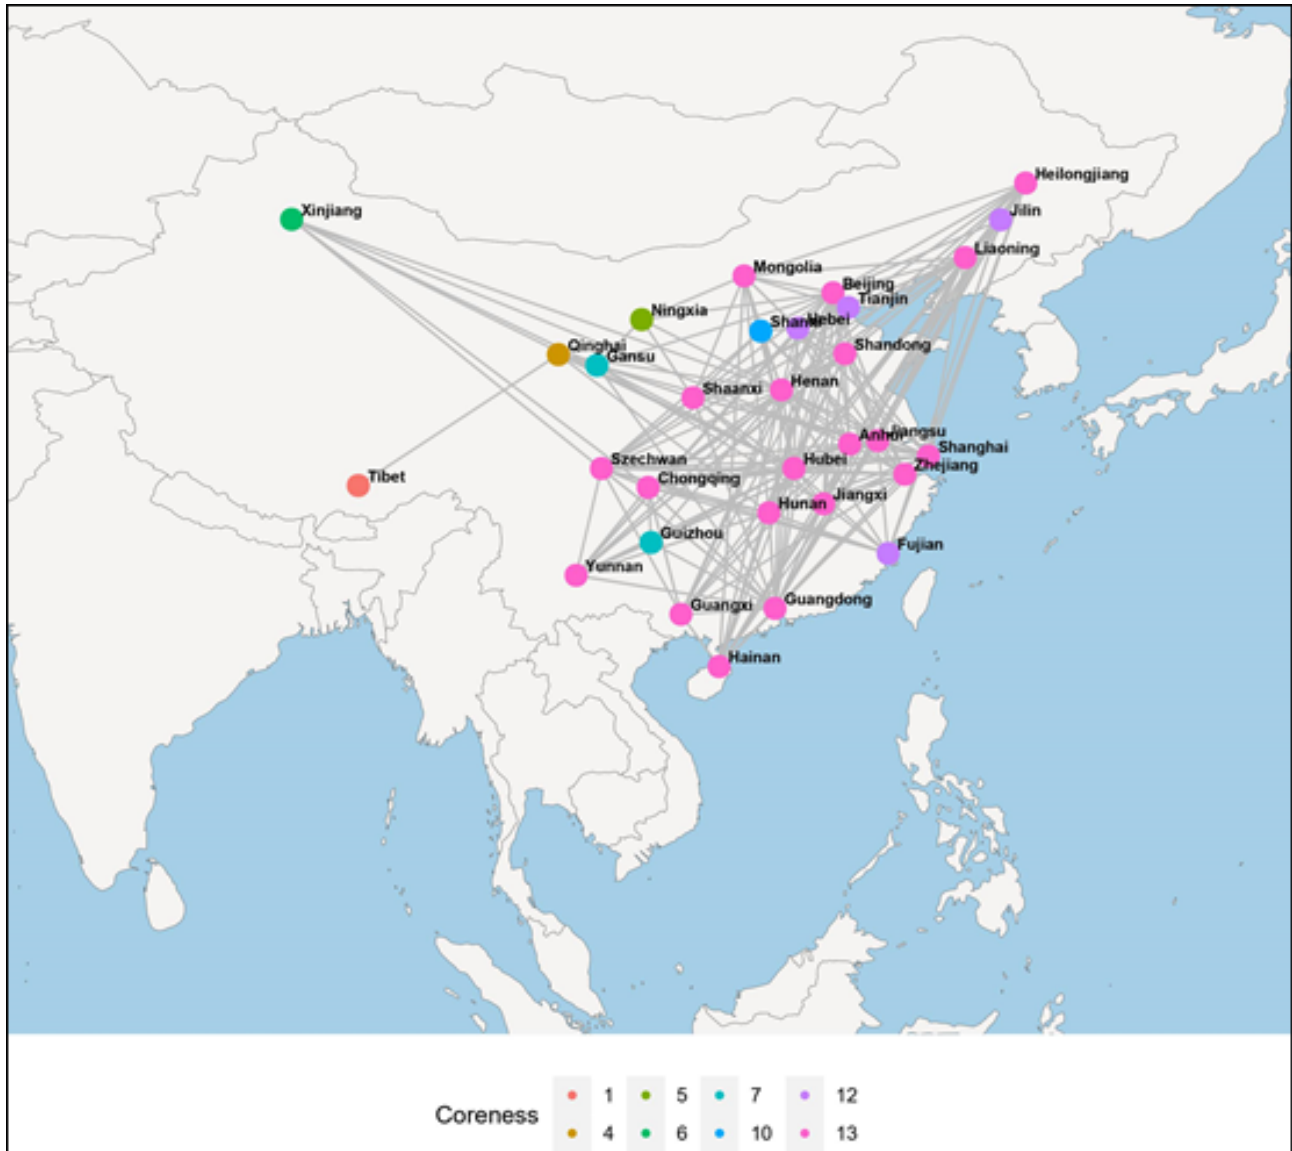 Heilongjiang
Xinjiang
Jilin
Liaoning
Mongolia
Beijing
Tianjin
Ningxia
Shanxi
Hebei
Qinghai
Gansu
Shandong
Shaanxi
Henan
Anhui
Jiangsu
Shanghai
Szechwan
Hubei
Zhejiang
Tibet
Chongqing
Hunan
Jiangxi
Guizhou
Fujian
Yunnan
Guangxi
Guangdong
Hainan
Coreness
1 5 7 12
4 6 10 13